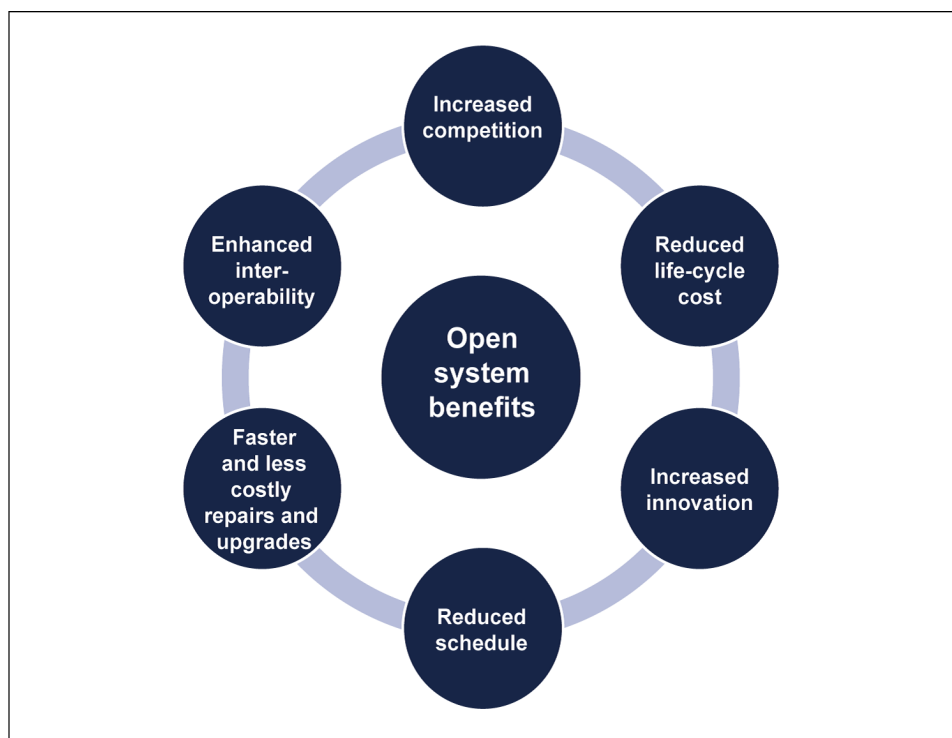 Increased
competition
Reduced
life-cycle
cost
Increased
innovation
Reduced
schedule
Faster
and less
costly
repairs and
upgrades
Enhanced
inter-
operability
Open
system
benefits